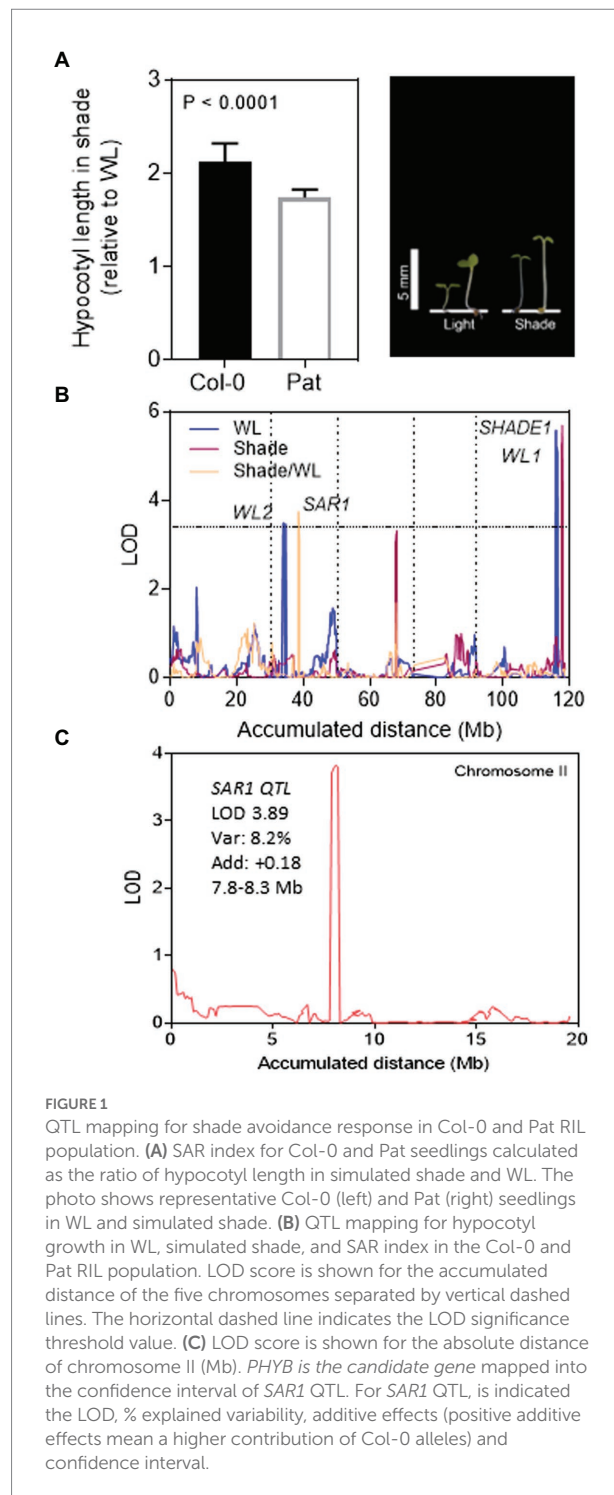 A
Hypocotyl length in shade
(relative to WL)
3
2
1
0
P < 0.0001
Col-0 Pat
5 mm
Light Shade
B
LOD
6
4
2
0
WL
Shade
Shade/WL
WL2
SAR1
SHADE1
WL1
0 20 40 60 80 100 120
Accumulated distance (Mb)
C
LOD
4
3
2
1
0
SAR1 QTL
LOD 3.89
Var: 8.2%
Add: +0.18
7.8-8.3 Mb
Chromosome II
0 5 10 15 20
Accumulated distance (Mb)
FIGURE 1
QTL mapping for shade avoidance response in Col-0 and Pat RIL
population. (A) SAR index for Col-0 and Pat seedlings calculated
as the ratio of hypocotyl length in simulated shade and WL. The
photo shows representative Col-0 (left) and Pat (right) seedlings
in WL and simulated shade. (B) QTL mapping for hypocotyl
growth in WL, simulated shade, and SAR index in the Col-0 and
Pat RIL population. LOD score is shown for the accumulated
distance of the five chromosomes separated by vertical dashed
lines. The horizontal dashed line indicates the LOD significance
threshold value. (C) LOD score is shown for the absolute distance
of chromosome II (Mb). PHYB is the candidate gene mapped into
the confidence interval of SAR1 QTL. For SAR1 QTL, is indicated
the LOD, % explained variability, additive effects (positive additive
effects mean a higher contribution of Col-0 alleles) and
confidence interval.